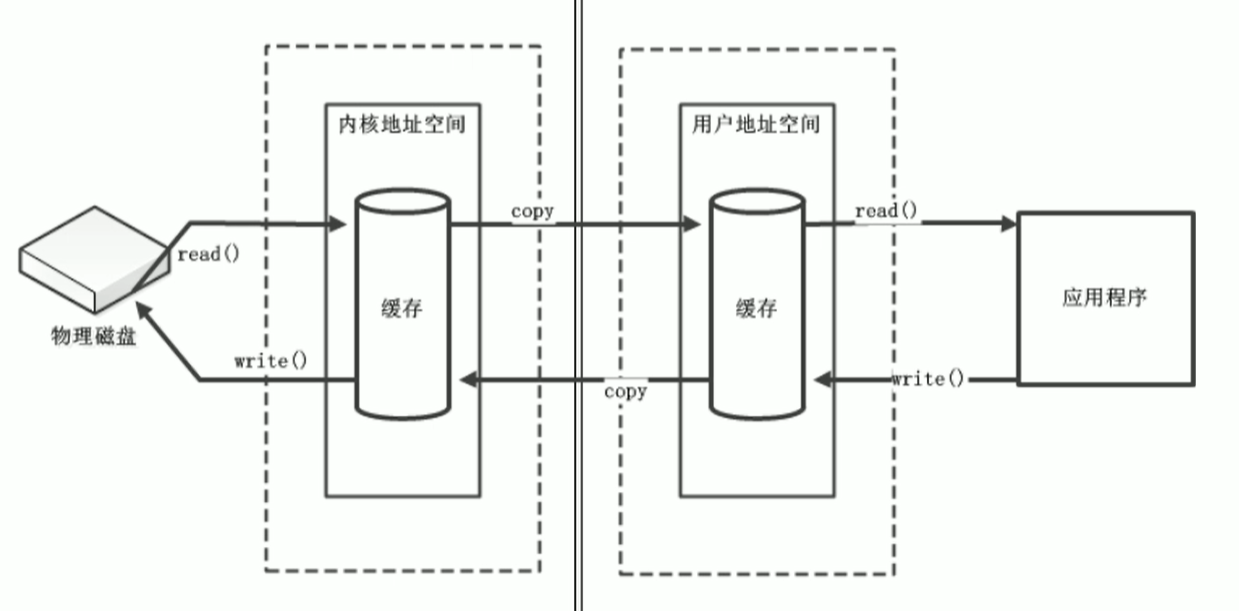 内核地址空间
用户地址空间
copy
read()
read()
缓存
缓存
应用程序
物理磁盘
write()
copy
write()